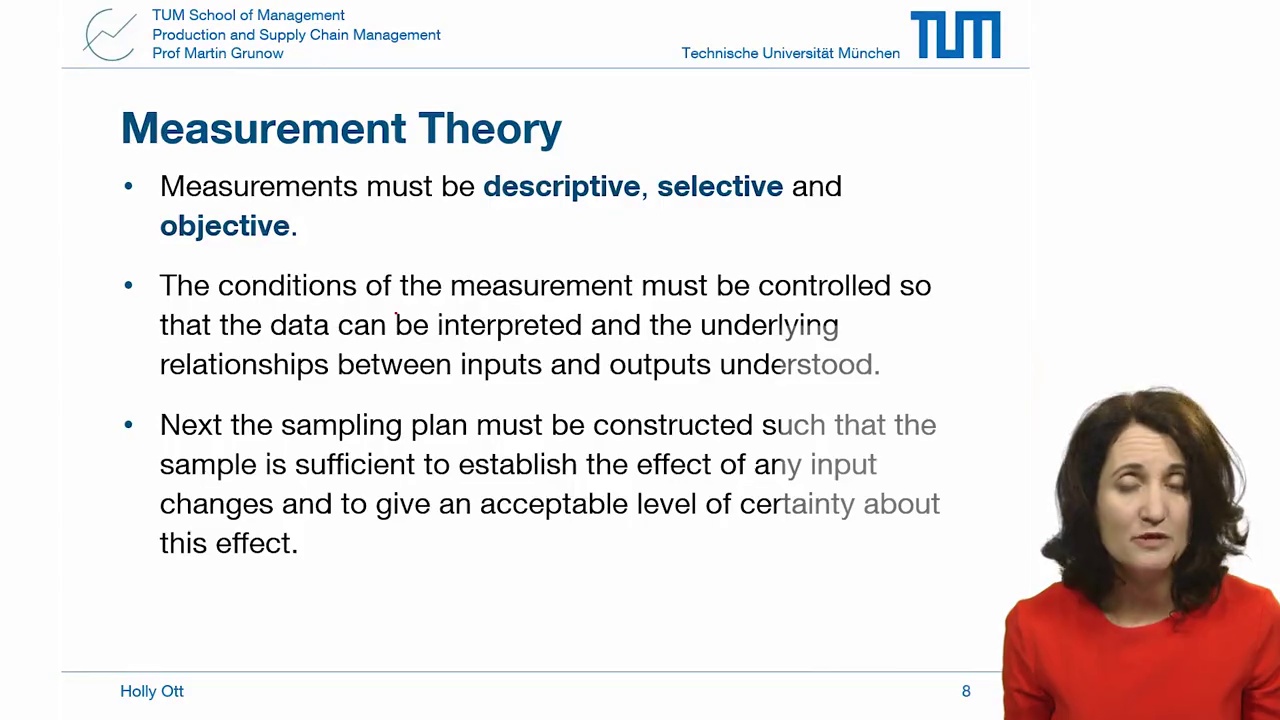 TUM School of Management
Production and Supply Chain Management
Prof Martin Grunow
Technische Universität München
TUM
Measurement Theory
• Measurements must be descriptive, selective and
objective.
• The conditions of the measurement must be controlled so
that the data can be interpreted and the underlying
relationships between inputs and outputs understood.
• Next the sampling plan must be constructed such that the
sample is sufficient to establish the effect of any input
changes and to give an acceptable level of certainty about
this effect.
Holly Ott
8